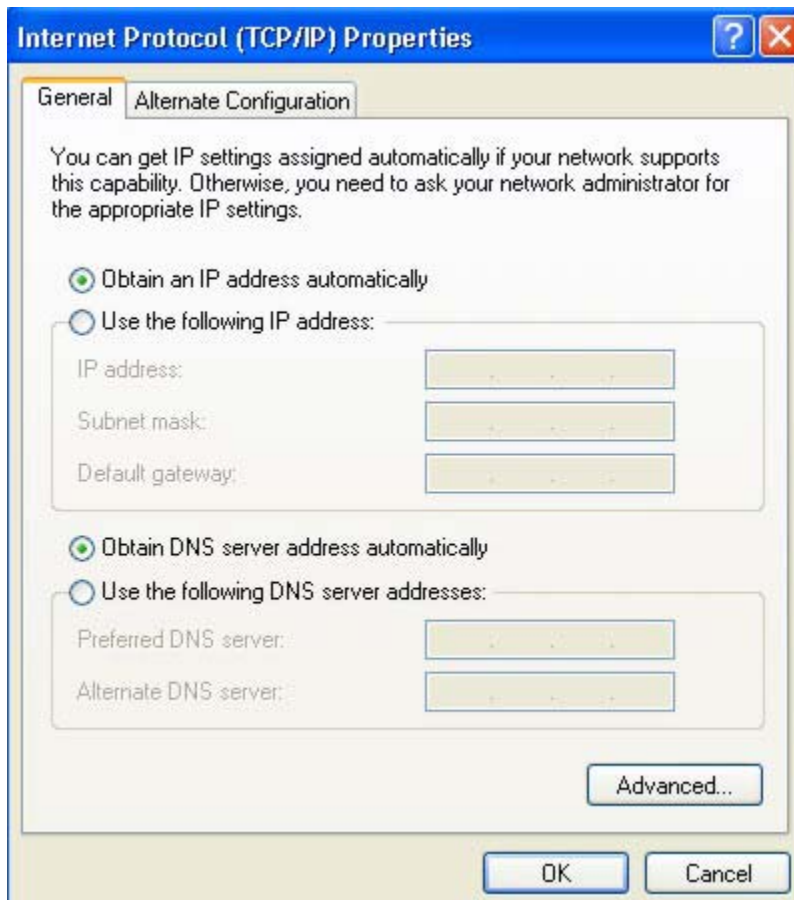 Internet Protocol (TCP/IP) Properties
General
Alternate Configuration
You can get IP settings assigned automatically if your network supports
this capability. Otherwise, you need to ask your network administrator for
the appropriate IP settings.
Obtain an IP address automatically
Use the following IP address:
IP address:
Subnet mask:
Default gateway:
Obtain DNS server address automatically
Use the following DNS server addresses:
Preferred DNS server:
Alternate DNS server:
Advanced...
OK
Cancel